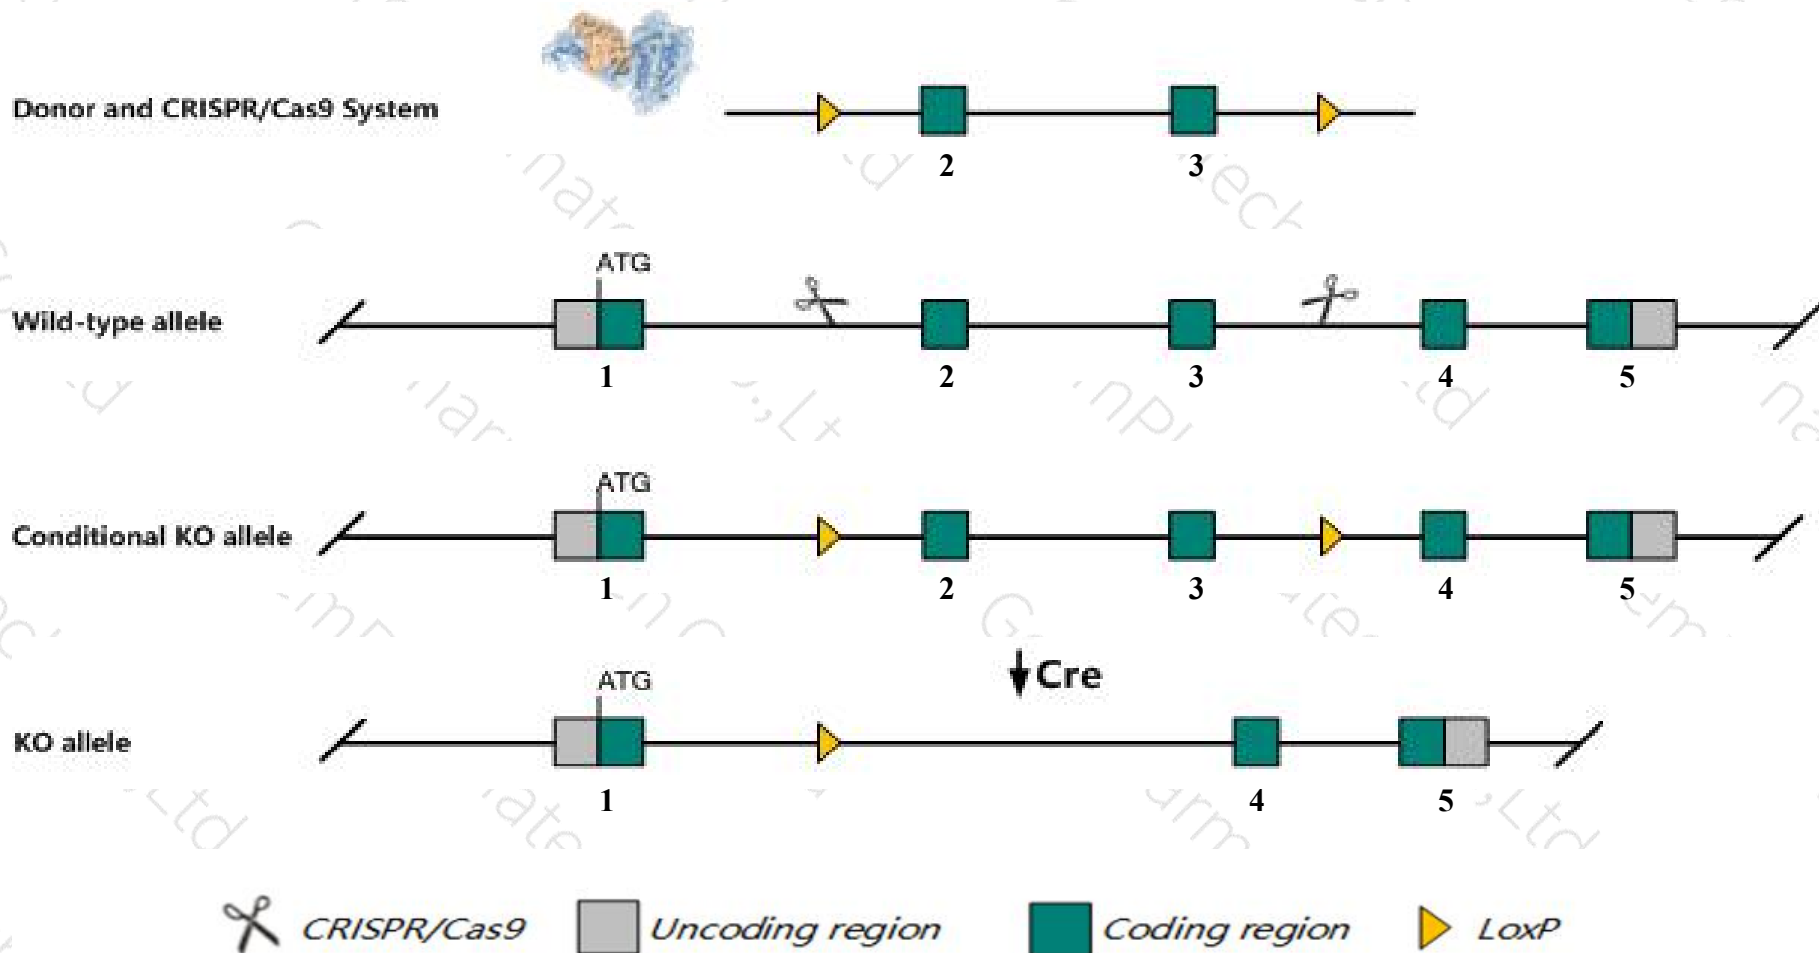 Donor and CRISPR/Cas9 System
2 3
ATG
Wild-type allele
1 2 3 4 5
ATG
Conditional KO allele
1 2 3 4 5
Cre
ATG
KO allele
1 4 5
CRISPR/Cas9 Uncoding region Coding region LoxP